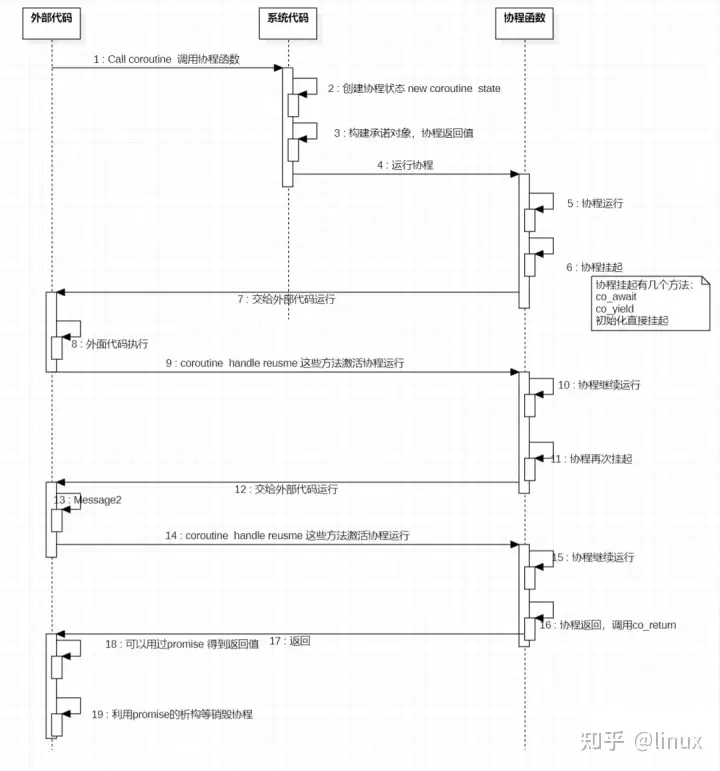 外部代码
系统代码
协程函数
1 : Call coroutine 调用协程函数
2 : 创建协程状态 new coroutine state
3 : 构建承诺对象，协程返回值
4 : 运行协程
5 : 协程运行
6 : 协程挂起
协程挂起有几个方法：
co_await
co_yield
初始化直接挂起
7 : 交给外部代码运行
8 : 外面代码执行
9 : coroutine handle reusme 这些方法激活协程运行
10 : 协程继续运行
11 : 协程再次挂起
12 : 交给外部代码运行
13 : Message2
14 : coroutine handle reusme 这些方法激活协程运行
15 : 协程继续运行
16 : 协程返回，调用co_return
17 : 返回
18 : 可以用过promise 得到返回值
19 : 利用promise的析构等销毁协程
知乎 @linux